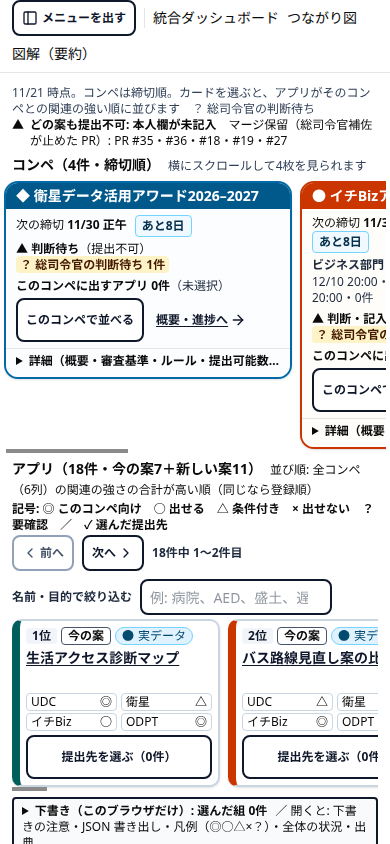 メニューを出す
統合ダッシュボード つながり図
図解（要約）
11/21 時点。コンペは締切順。カードを選ぶと、アプリがそのコン
ペとの関連の強い順に並びます ？ 総司令官の判断待ち
▲ どの案も提出不可: 本人欄が未記入 マージ保留（総司令官補佐
が止めた PR）: PR #35・#36・#18・#19・#27
コンペ（4件・締切順） 横にスクロールして4枚を見られます
◆ 衛星データ活用アワード2026–2027
次の締切 11/30 正午 あと8日
▲ 判断待ち（提出不可）
？ 総司令官の判断待ち 1件
このコンペに出すアプリ 0件（未選択）
このコンペで並べる
概要・進捗へ →
▶ 詳細（概要・審査基準・ルール・提出可能数…
● イチBizア
次の締切 11/3
あと8日
ビジネス部門
12/10 20:00・
20:00・0件
▲ 判断・記入
？ 総司令官の
このコンペに
このコンペ
▶ 詳細（概要
アプリ（18件・今の案7＋新しい案11） 並び順: 全コンペ
（6列）の関連の強さの合計が高い順（同じなら登録順）
記号: ◎ このコンペ向け ○ 出せる △ 条件付き × 出せない ？
要確認 ／ ✓ 選んだ提出先
前へ
次へ
18件中 1〜2件目
名前・目的で絞り込む
例: 病院、AED、盛土、遅
1位 今の案 ● 実データ
生活アクセス診断マップ
UDC ◎ 衛星 △
イチBiz ○ ODPT ◎
提出先を選ぶ（0件）
2位 今の案 ● 実デ
バス路線見直し案の比
UDC ◎ 衛星
イチBiz ◎ ODPT
提出先を選ぶ（0件
▶ 下書き（このブラウザだけ）: 選んだ組 0件 ／ 開くと: 下書
きの注意・JSON 書き出し・凡例（◎○△×？）・全体の状況・出
典